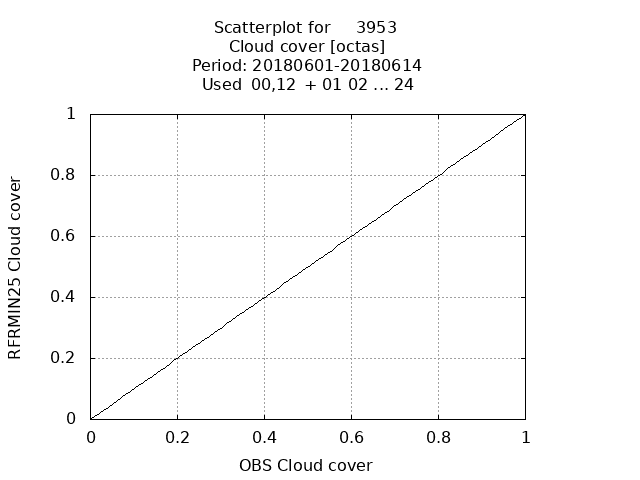 Scatterplot for 3953
Cloud cover [octas]
Period: 20180601-20180614
Used 00,12 + 01 02 ... 24
1
0.8
0.6
0.4
0.2
0
RFRMIN25 Cloud cover
0 0.2 0.4 0.6 0.8 1
OBS Cloud cover